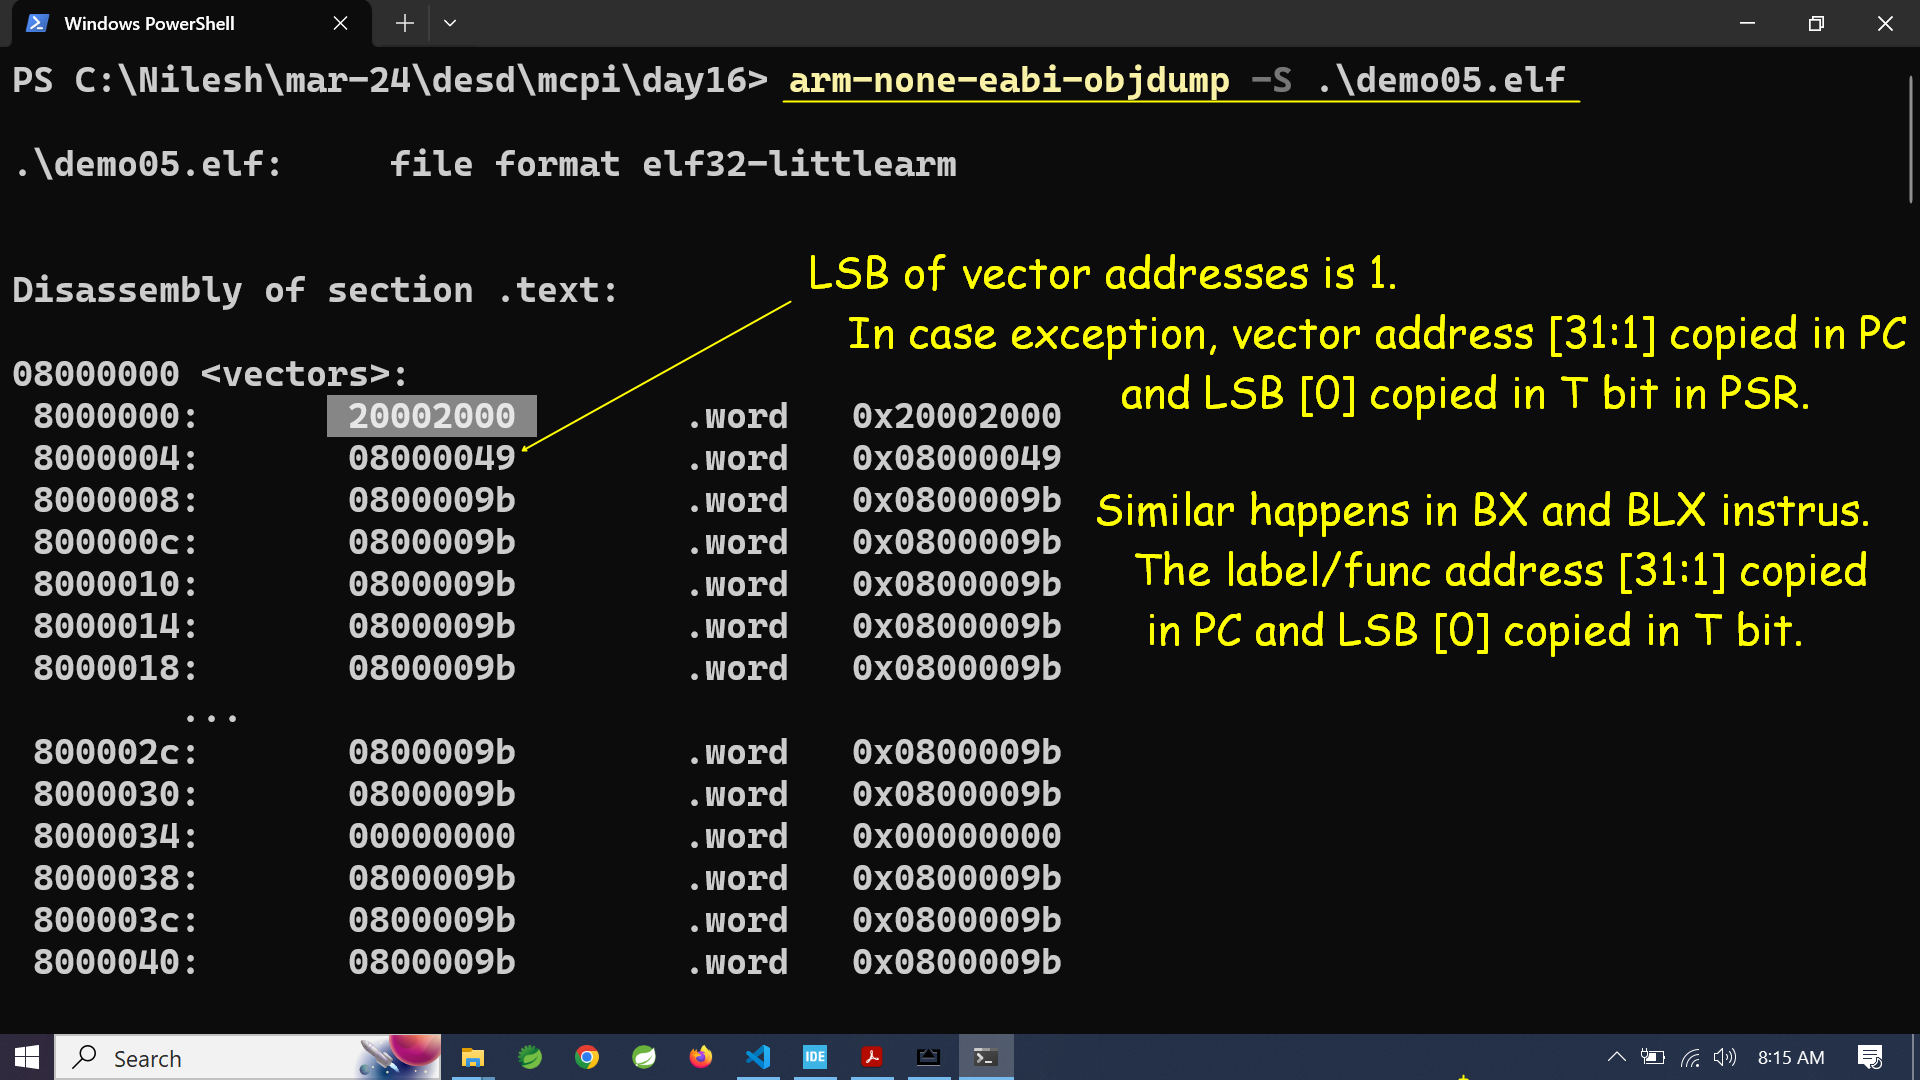 Windows PowerShell
PS C:\Nilesh\mar-24\desd\mcpi\day16> arm-none-eabi-objdump -S .\demo05.elf
.\demo05.elf:     file format elf32-littlearm
Disassembly of section .text:
LSB of vector addresses is 1.
In case exception, vector address [31:1] copied in PC
and LSB [0] copied in T bit in PSR.
08000000 <vectors>:
8000000:       20002000        .word   0x20002000
8000004:       08000049        .word   0x08000049
8000008:       0800009b        .word   0x0800009b
800000c:       0800009b        .word   0x0800009b
8000010:       0800009b        .word   0x0800009b
8000014:       0800009b        .word   0x0800009b
8000018:       0800009b        .word   0x0800009b
...
800002c:       0800009b        .word   0x0800009b
8000030:       0800009b        .word   0x0800009b
8000034:       00000000        .word   0x00000000
8000038:       0800009b        .word   0x0800009b
800003c:       0800009b        .word   0x0800009b
8000040:       0800009b        .word   0x0800009b
Similar happens in BX and BLX instrus.
The label/func address [31:1] copied
in PC and LSB [0] copied in T bit.
Search
IDE
8:15 AM